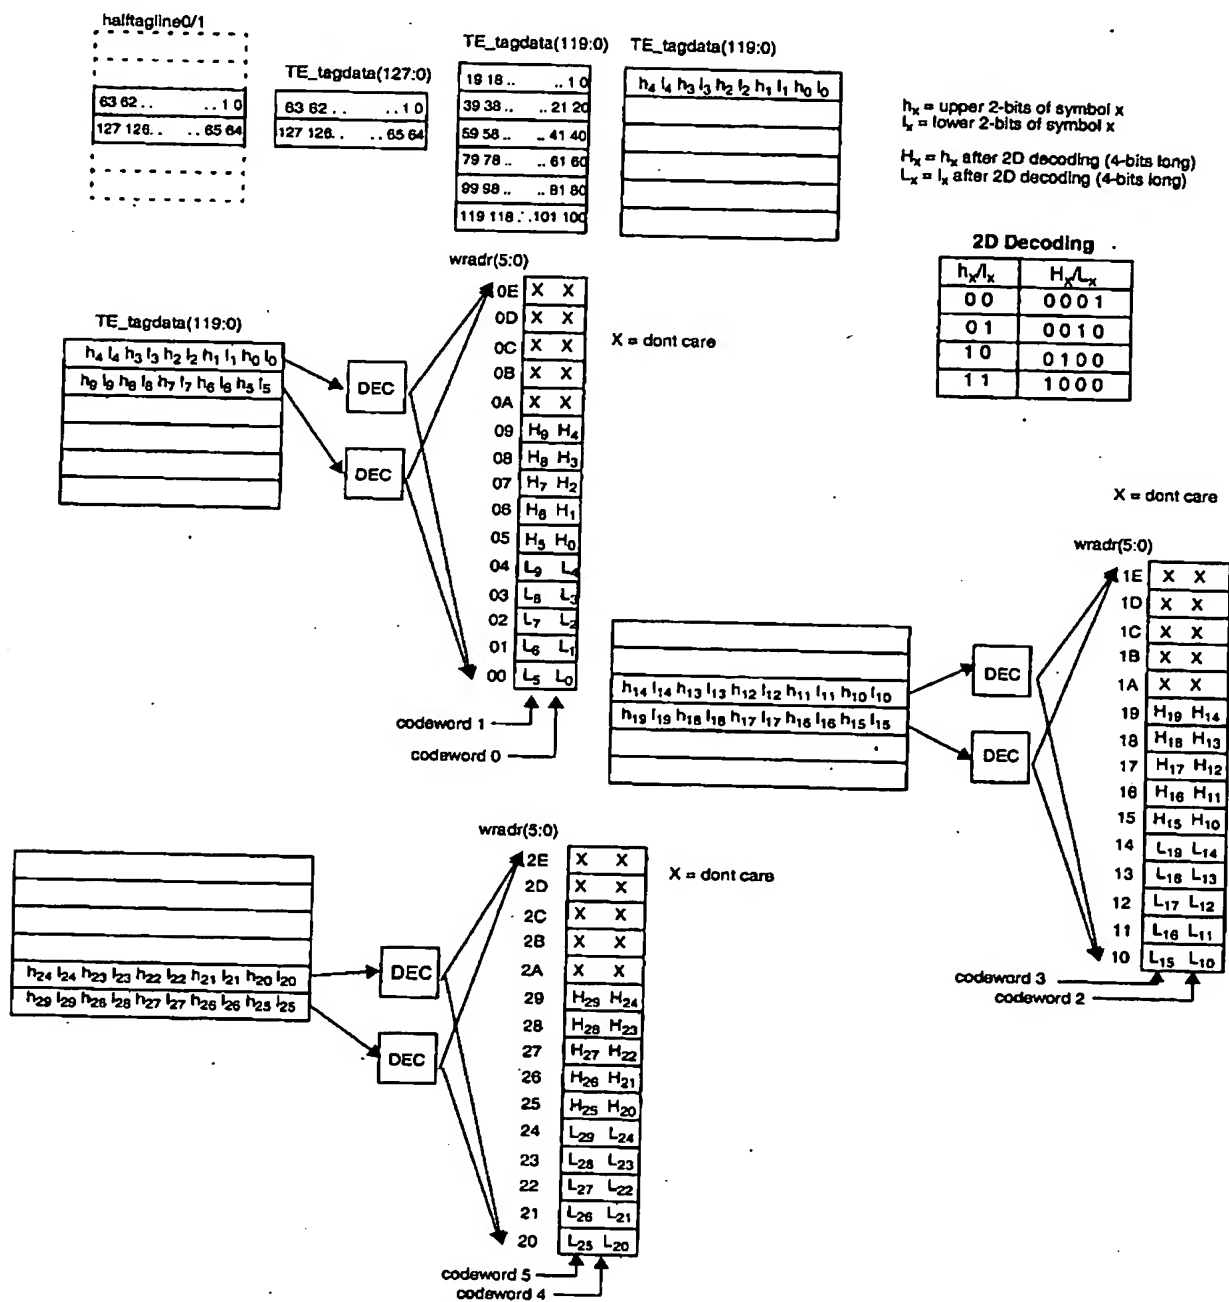 halftagline0/1
63 62 . . . . 1 0
127 126. . . . 65 64
TE_tagdata(127:0)
63 62 . . . . 1 0
127 126. . . . 65 64
TE_tagdata(119:0)
19 18 .. .. 1 0
39 38 .. .. 21 20
59 58 .. .. 41 40
79 78 .. .. 61 60
99 98 .. .. 81 80
119 118 . . .101 100
TE_tagdata(119:0)
h4 l4 h3 l3 h2 l2 h1 l1 h0 l0
hx = upper 2-bits of symbol x
lx = lower 2-bits of symbol x
Hx = hx after 2D decoding (4-bits long)
Lx = lx after 2D decoding (4-bits long)
2D Decoding
hx/lx Hx/Lx
0 0 0 0 0 1
0 1 0 0 1 0
1 0 0 1 0 0
1 1 1 0 0 0
TE_tagdata(119:0)
h4 l4 h3 l3 h2 l2 h1 l1 h0 l0
h9 l9 h8 l8 h7 l7 h6 l6 h5 l5
DEC
DEC
wradr(5:0)
0E X X
0D X X
0C X X
0B X X
0A X X
09 H9 H4
08 H8 H3
07 H7 H2
06 H6 H1
05 H5 H0
04 L9 L4
03 L8 L3
02 L7 L2
01 L6 L1
00 L5 L0
codeword 1
codeword 0
X = dont care
h14 l14 h13 l13 h12 l12 h11 l11 h10 l10
h19 l19 h18 l18 h17 l17 h16 l16 h15 l15
DEC
DEC
X = dont care
wradr(5:0)
1E X X
1D X X
1C X X
1B X X
1A X X
19 H19 H14
18 H18 H13
17 H17 H12
16 H16 H11
15 H15 H10
14 L19 L14
13 L18 L13
12 L17 L12
11 L16 L11
10 L15 L10
codeword 3
codeword 2
h24 l24 h23 l23 h22 l22 h21 l21 h20 l20
h29 l29 h28 l28 h27 l27 h26 l26 h25 l25
DEC
DEC
wradr(5:0)
2E X X
2D X X
2C X X
2B X X
2A X X
29 H29 H24
28 H28 H23
27 H27 H22
26 H26 H21
25 H25 H20
24 L29 L24
23 L28 L23
22 L27 L22
21 L26 L21
20 L25 L20
codeword 5
codeword 4
X = dont care